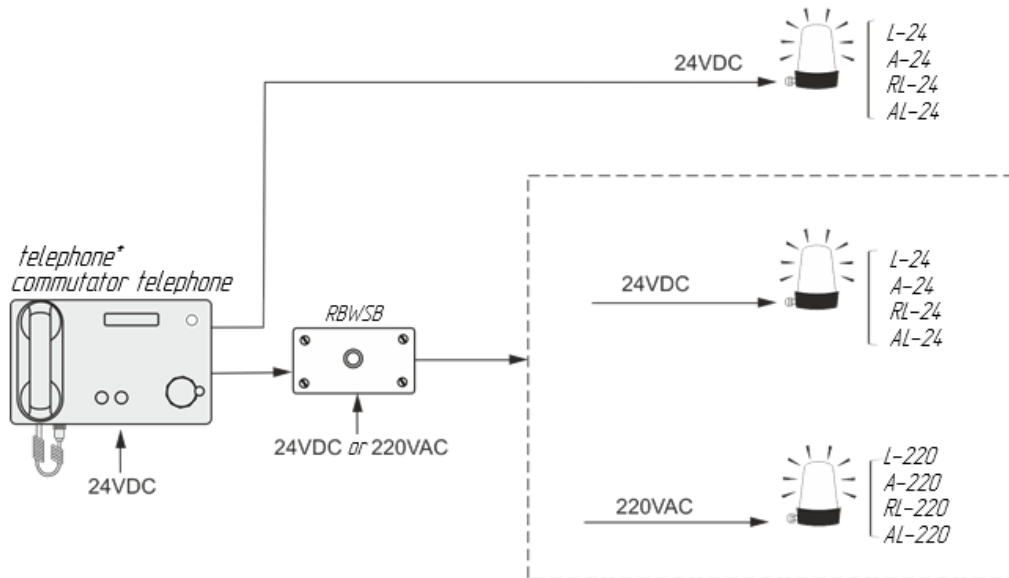 24VDC
L-24
A-24
RL-24
AL-24
telephone*
commutator telephone
RBWSB
24VDC
L-24
A-24
RL-24
AL-24
24VDC or 220VAC
24VDC
220VAC
L-220
A-220
RL-220
AL-220